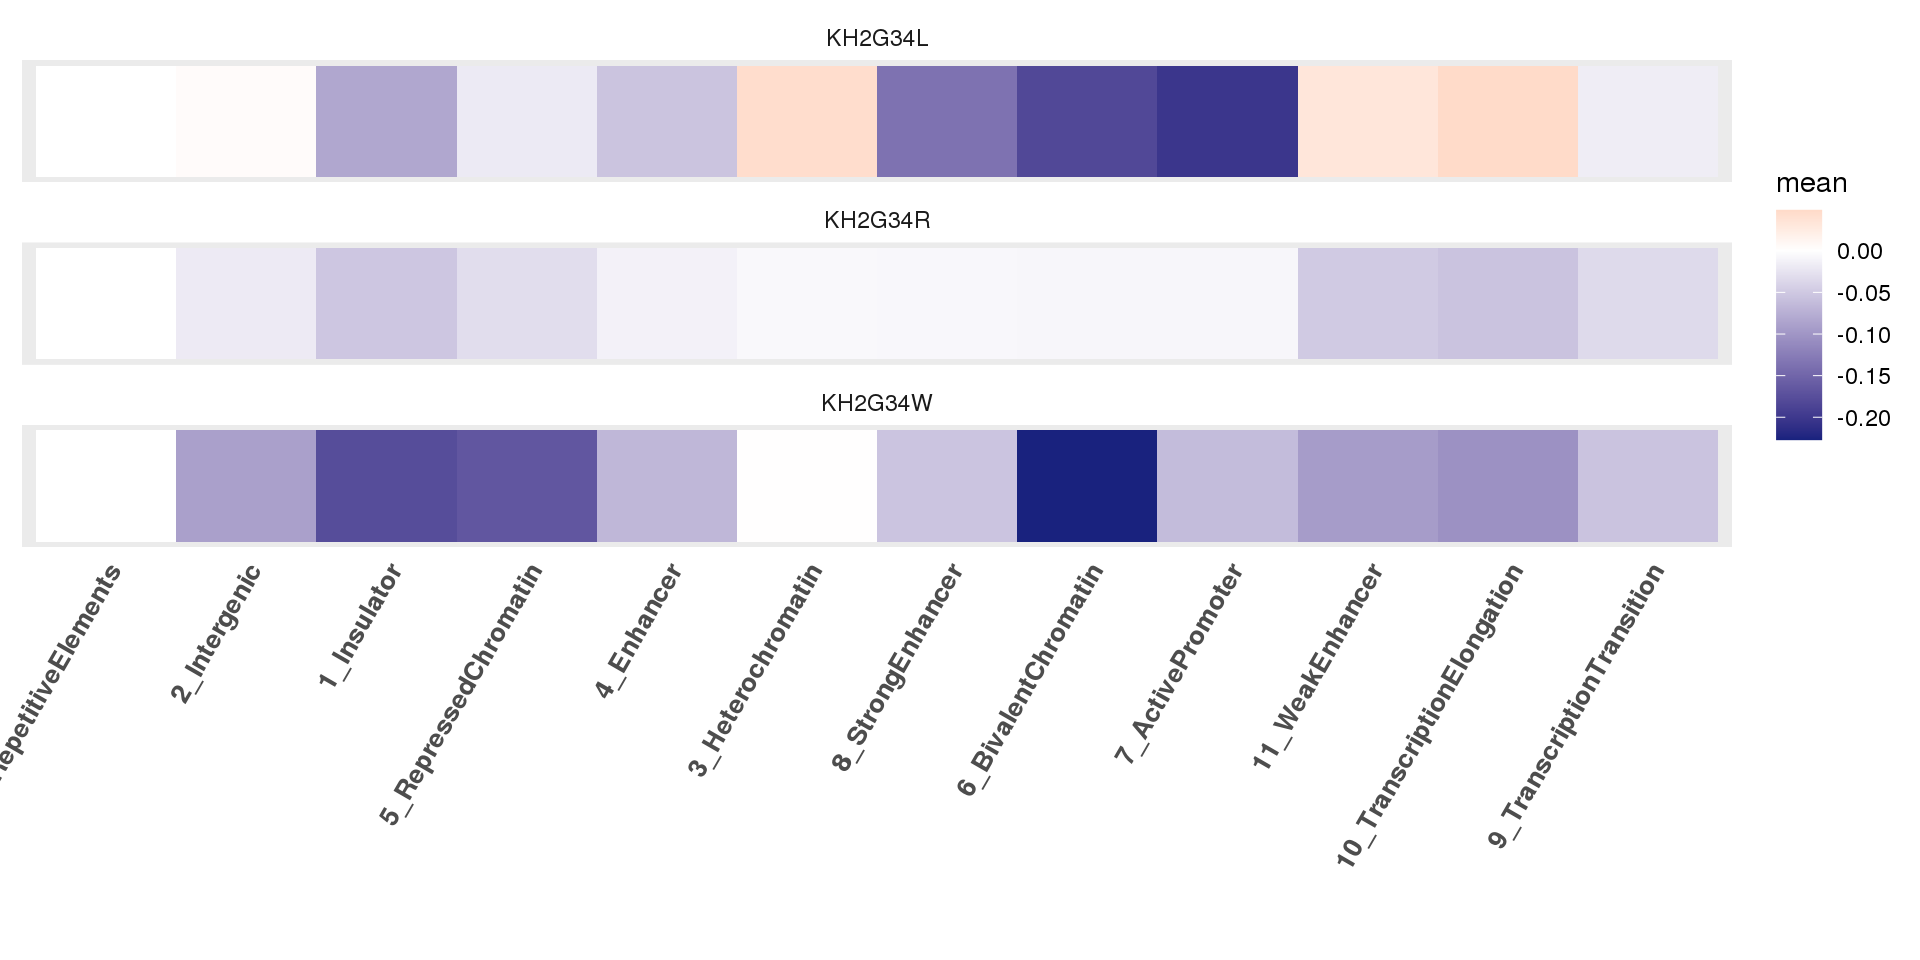 KH2G34L
KH2G34R
KH2G34W
mean
0.00
-0.05
-0.10
-0.15
-0.20
2_Intergenic
1_Insulator
5_RepressedChromatin
4_Enhancer
3_Heterochromatin
8_StrongEnhancer
6_BivalentChromatin
7_ActivePromoter
11_WeakEnhancer
10_TranscriptionElongation
9_TranscriptionTransition